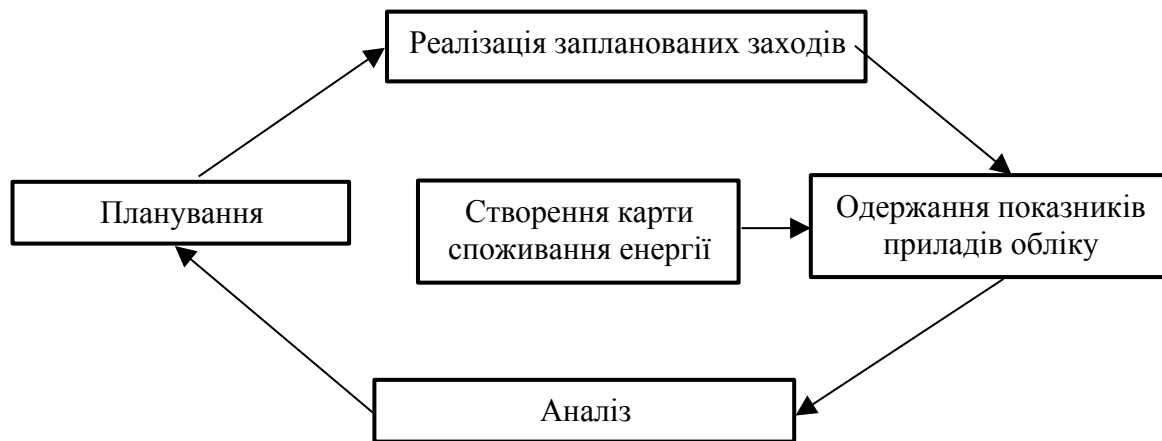 Реалізація запланованих заходів
Планування
Створення карти
споживання енергії
Одержання показників
приладів обліку
Аналіз